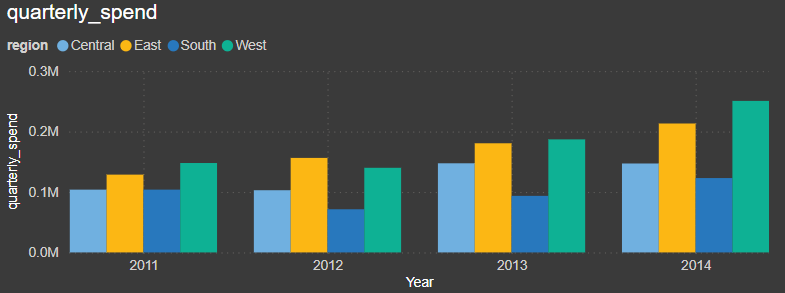 quarterly_spend
region Central East South West
0.3M
0.2M
0.1M
0.0M
quarterly_spend
2011 2012 2013 2014
Year